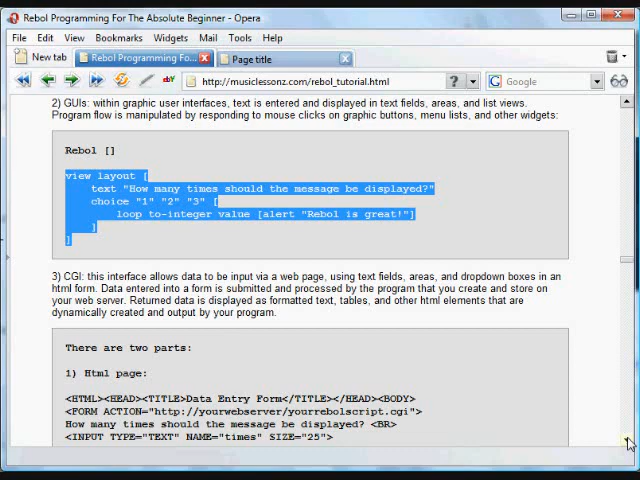 Rebol Programming For The Absolute Beginner - Opera
File Edit View Bookmarks Widgets Mail Tools Help
New tab Rebol Programming Fo... Page title
ebY http://musiclessonz.com/rebol_tutorial.html ? Google
2) GUIs: within graphic user interfaces, text is entered and displayed in text fields, areas, and list views.
Program flow is manipulated by responding to mouse clicks on graphic buttons, menu lists, and other widgets:
Rebol []
view layout [
text "How many times should the message be displayed?"
choice "1" "2" "3" [
loop to-integer value [alert "Rebol is great!"]
]
]
3) CGI: this interface allows data to be input via a web page, using text fields, areas, and dropdown boxes in an
html form. Data entered into a form is submitted and processed by the program that you create and store on
your web server. Returned data is displayed as formatted text, tables, and other html elements that are
dynamically created and output by your program.
There are two parts:
1) Html page:
<HTML><HEAD><TITLE>Data Entry Form</TITLE></HEAD><BODY>
<FORM ACTION="http://yourwebserver/yourrebolscript.cgi">
How many times should the message be displayed? <BR>
<INPUT TYPE="TEXT" NAME="times" SIZE="25">